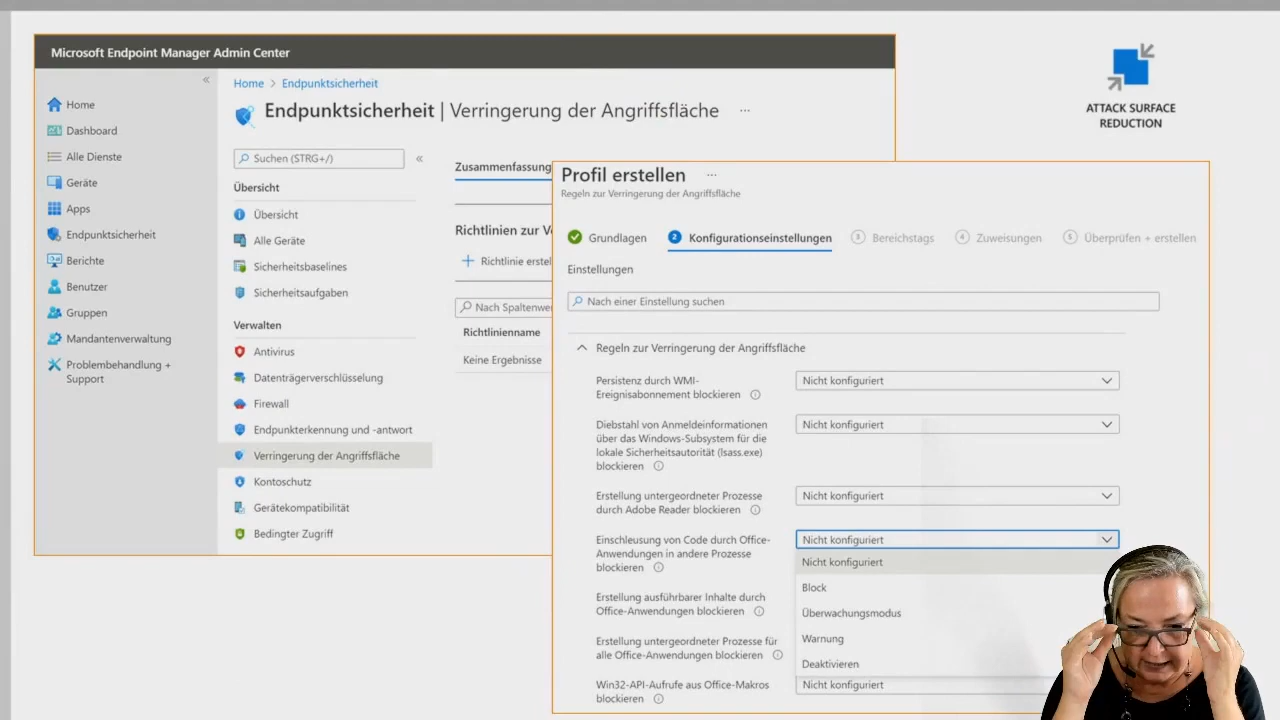 Microsoft Endpoint Manager Admin Center
«
Home
Dashboard
Alle Dienste
Geräte
Apps
Endpunktsicherheit
Berichte
Benutzer
Gruppen
Mandantenverwaltung
Problembehandlung +
Support
Home > Endpunktsicherheit
Endpunktsicherheit | Verringerung der Angriffsfläche ...
Suchen (STRG+/) «
Übersicht
Übersicht
Alle Geräte
Sicherheitsbaselines
Sicherheitsaufgaben
Verwalten
Antivirus
Datenträgerverschlüsselung
Firewall
Endpunkterkennung und -antwort
Verringerung der Angriffsfläche
Kontoschutz
Gerätekompatibilität
Bedingter Zugriff
Zusammenfassung
Richtlinien zur V
Richtlinie erstel
Nach Spaltenwer
Richtlinienname
Keine Ergebnisse
ATTACK SURFACE
REDUCTION
Profil erstellen ...
Regeln zur Verringerung der Angriffsfläche
Grundlagen
2 Konfigurationseinstellungen
3 Bereichstags
4 Zuweisungen
5 Überprüfen + erstellen
Einstellungen
Nach einer Einstellung suchen
Regeln zur Verringerung der Angriffsfläche
Persistenz durch WMI-
Ereignisabonnement blockieren
Nicht konfiguriert
Diebstahl von Anmeldeinformationen
über das Windows-Subsystem für die
lokale Sicherheitsautorität (lsass.exe)
blockieren
Nicht konfiguriert
Erstellung untergeordneter Prozesse
durch Adobe Reader blockieren
Nicht konfiguriert
Einschleusung von Code durch Office-
Anwendungen in andere Prozesse
blockieren
Nicht konfiguriert
Nicht konfiguriert
Block
Überwachungsmodus
Warnung
Deaktivieren
Erstellung ausführbarer Inhalte durch
Office-Anwendungen blockieren
Erstellung untergeordneter Prozesse für
alle Office-Anwendungen blockieren
Win32-API-Aufrufe aus Office-Makros
blockieren
Nicht konfiguriert